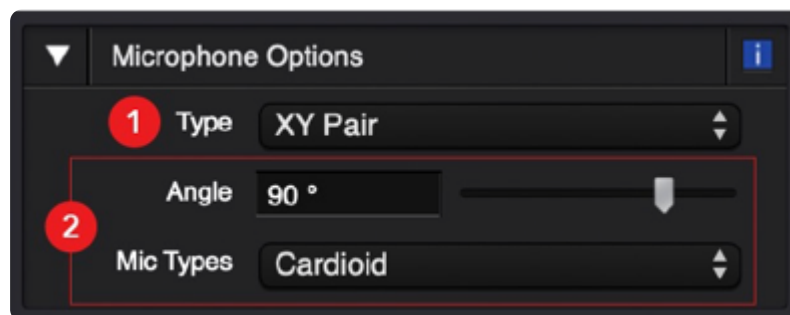 ▼ Microphone Options i
1 Type XY Pair
Angle 90 °
2
Mic Types Cardioid